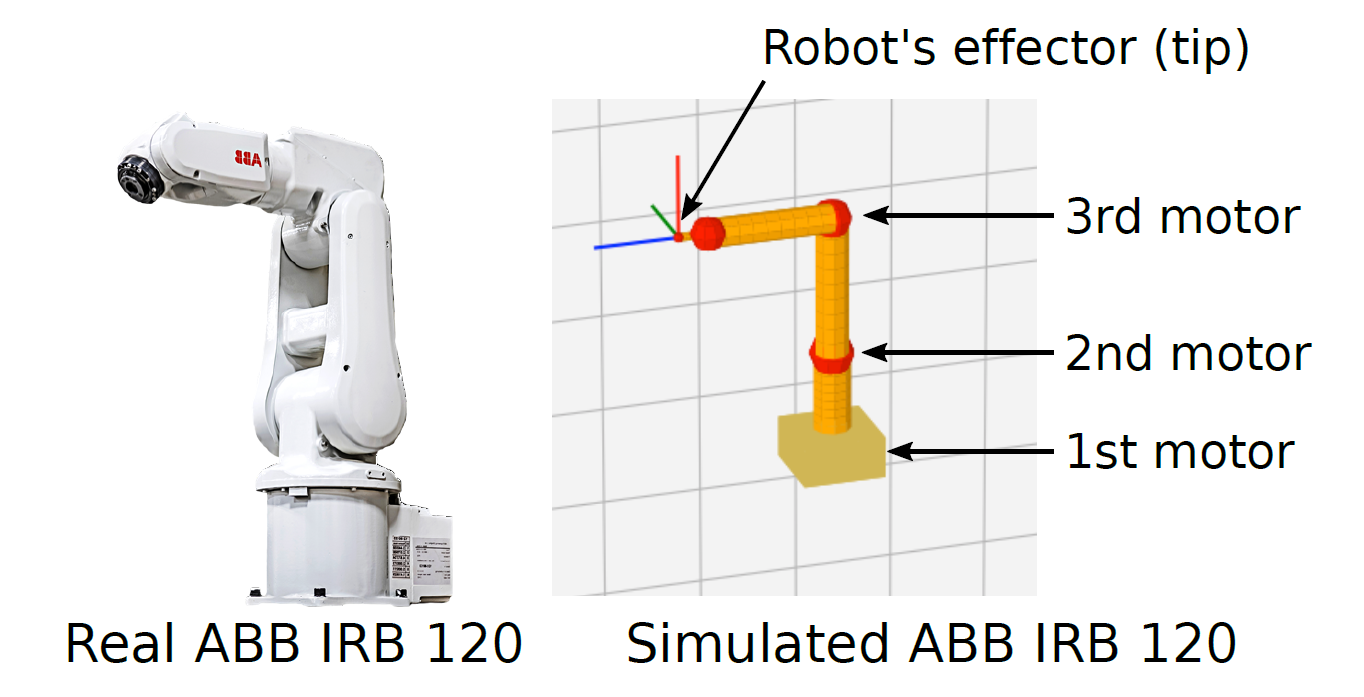 Robot's effector (tip)
ABB
3rd motor
2nd motor
1st motor
Real ABB IRB 120
Simulated ABB IRB 120